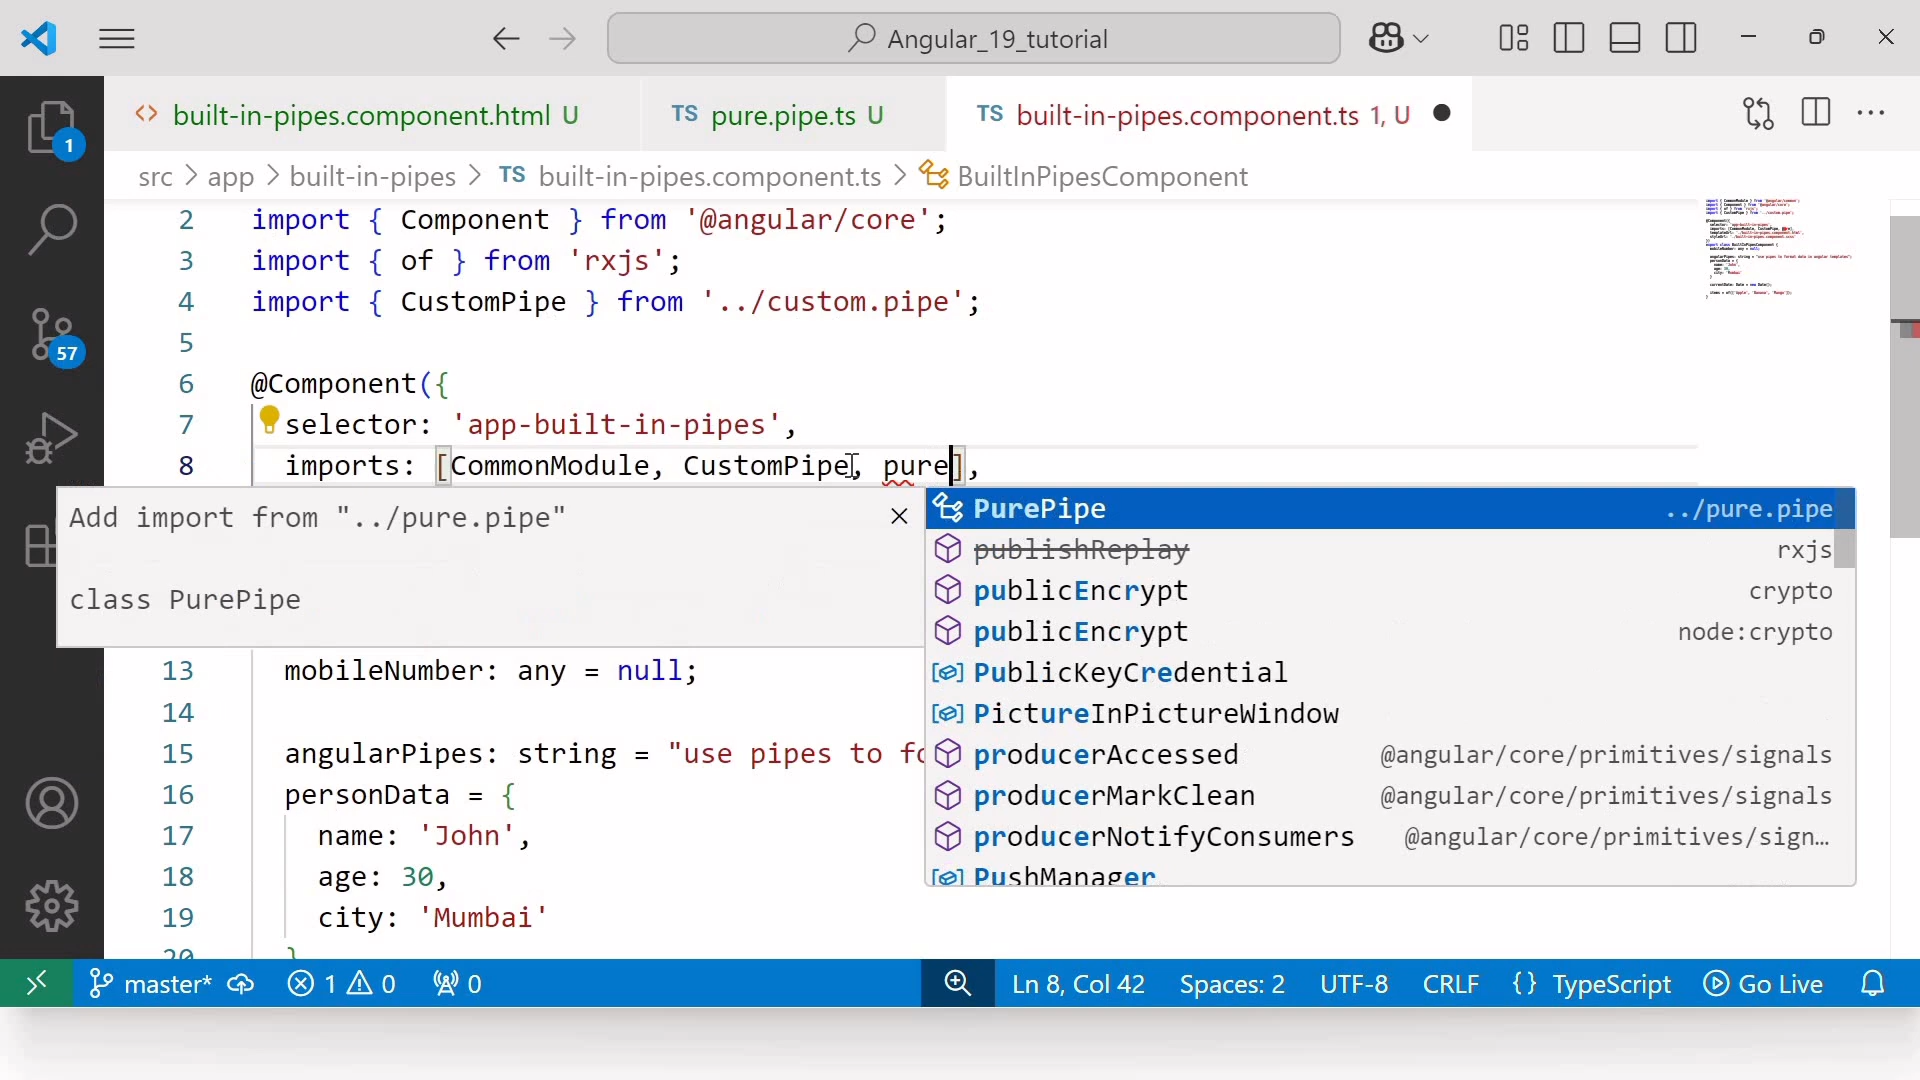 Angular_19_tutorial
<> built-in-pipes.component.html U
TS pure.pipe.ts U
TS built-in-pipes.component.ts 1, U
1
57
src > app > built-in-pipes > TS built-in-pipes.component.ts > BuiltInPipesComponent
2 import { Component } from '@angular/core';
3 import { of } from 'rxjs';
4 import { CustomPipe } from '../custom.pipe';
5
6 @Component({
7 selector: 'app-built-in-pipes',
8 imports: [CommonModule, CustomPipe, pure],
Add import from "../pure.pipe"
class PurePipe
PurePipe ../pure.pipe
publishReplay rxjs
publicEncrypt crypto
publicEncrypt node:crypto
PublicKeyCredential
PictureInPictureWindow
producerAccessed @angular/core/primitives/signals
producerMarkClean @angular/core/primitives/signals
producerNotifyConsumers @angular/core/primitives/sign…
PushManager
13 mobileNumber: any = null;
14
15 angularPipes: string = "use pipes to fo
16 personData = {
17 name: 'John',
18 age: 30,
19 city: 'Mumbai'
20 }
master* 1 0 0 Ln 8, Col 42 Spaces: 2 UTF-8 CRLF {} TypeScript Go Live